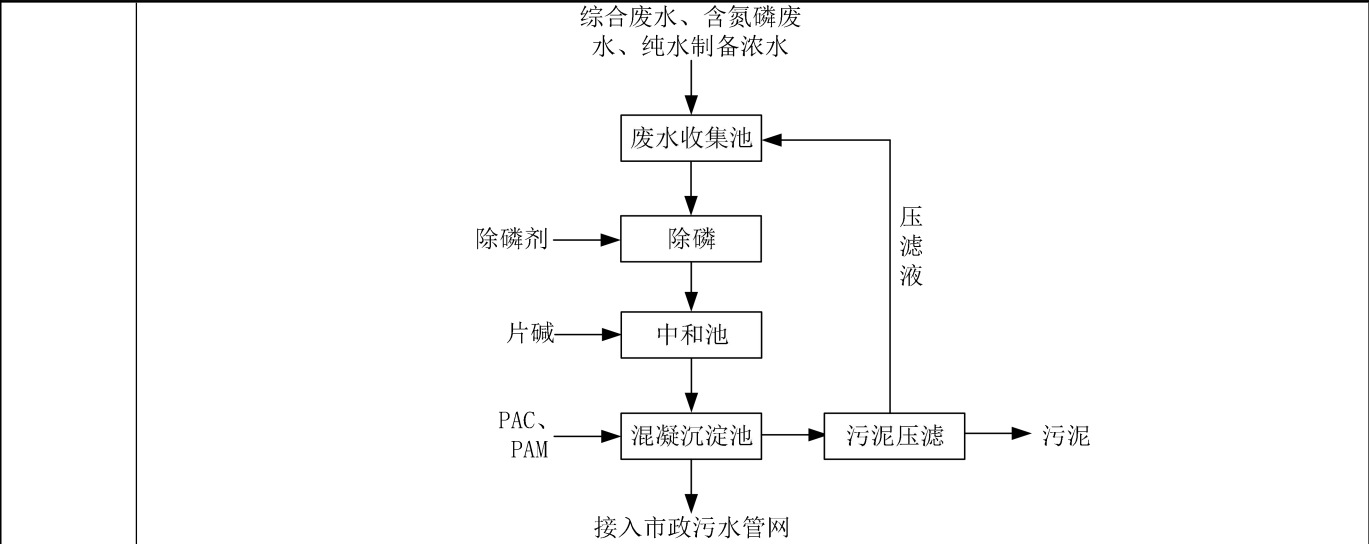 综合废水、含氮磷废
水、纯水制备浓水
废水收集池
压
滤
液
除磷剂
除磷
片碱
中和池
PAC、
PAM
混凝沉淀池
污泥压滤
污泥
接入市政污水管网